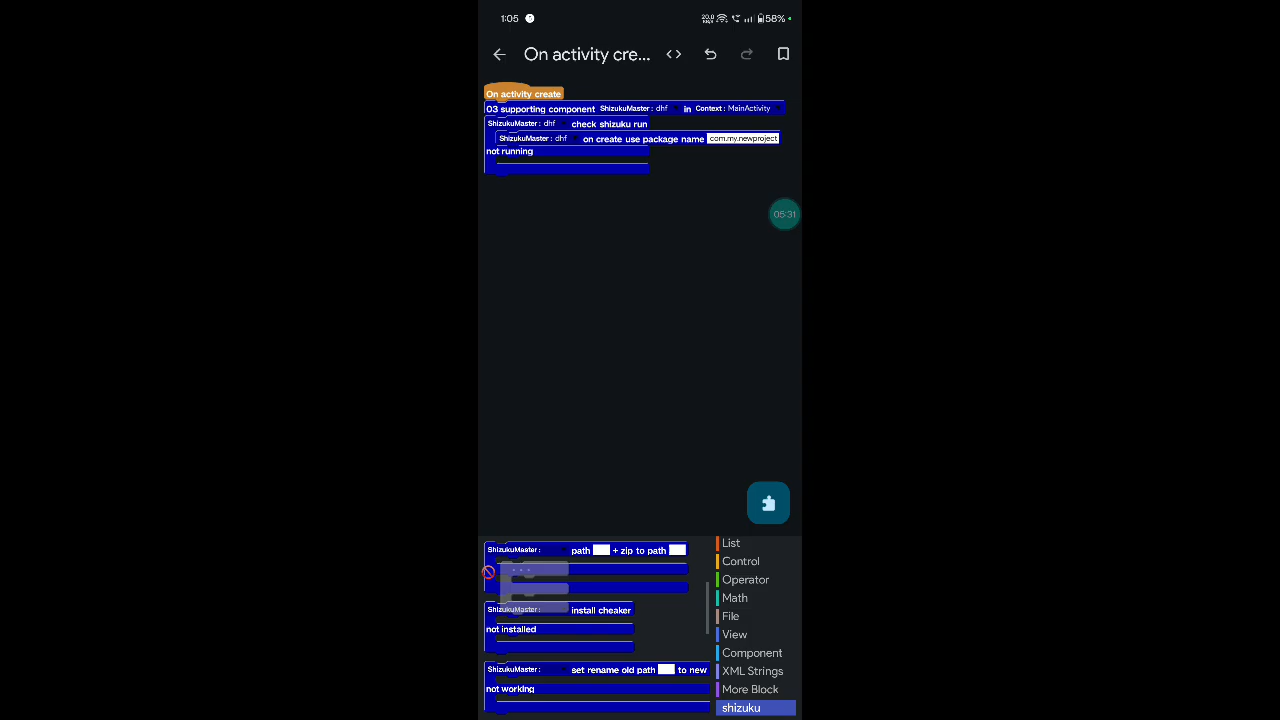 1:05 20.0 KB/s 58%
On activity cre...
On activity create
03 supporting component ShizukuMaster : dhf in Context : MainActivity
ShizukuMaster : dhf check shizuku run
ShizukuMaster : dhf on create use package name com.my.newproject
not running
05:31
ShizukuMaster : path + zip to path
ShizukuMaster : install cheaker
not installed
ShizukuMaster : set rename old path to new
not working
List
Control
Operator
Math
File
View
Component
XML Strings
More Block
shizuku